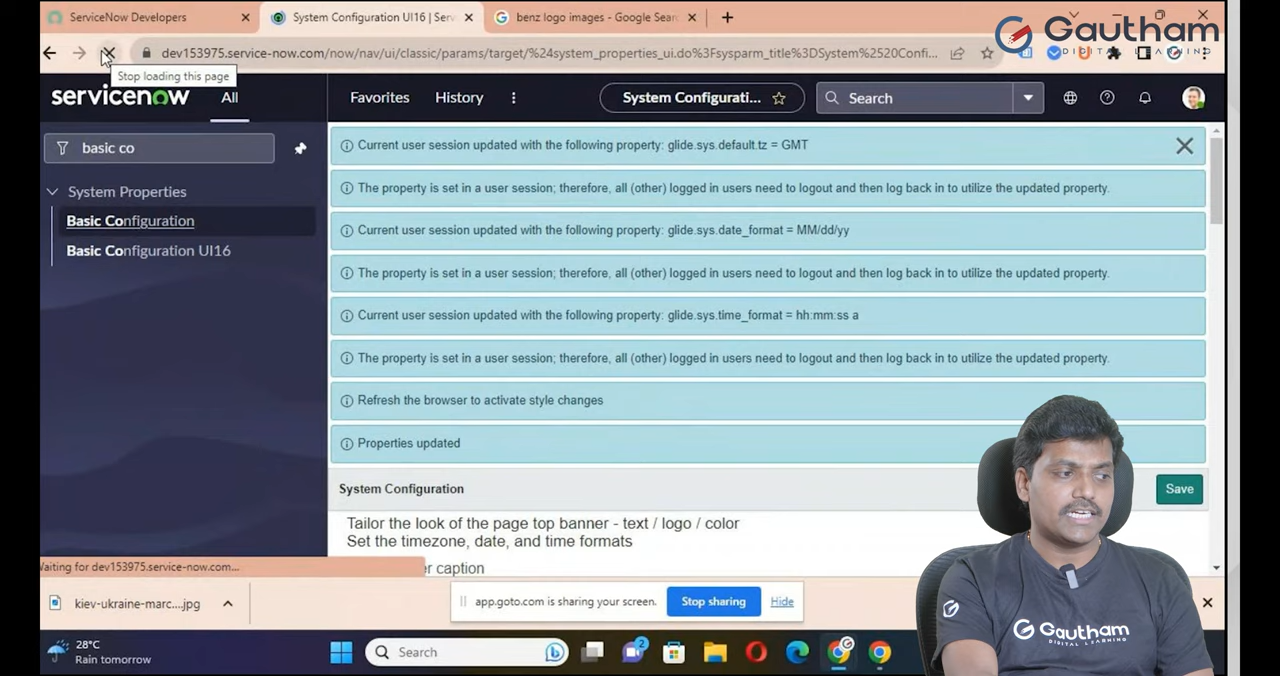 ServiceNow Developers
System Configuration UI16 | Serv
benz logo images - Google Sear
Gautham
DIGITAL LEARNING
dev153975.service-now.com/now/nav/ui/classic/params/target/%24system_properties_ui.do%3Fsysparm_title%3DSystem%2520Confi...
Stop loading this page
servicenow
All
Favorites
History
System Configurati...
Search
basic co
System Properties
Basic Configuration
Basic Configuration UI16
Current user session updated with the following property: glide.sys.default.tz = GMT
The property is set in a user session; therefore, all (other) logged in users need to logout and then log back in to utilize the updated property.
Current user session updated with the following property: glide.sys.date_format = MM/dd/yy
The property is set in a user session; therefore, all (other) logged in users need to logout and then log back in to utilize the updated property.
Current user session updated with the following property: glide.sys.time_format = hh:mm:ss a
The property is set in a user session; therefore, all (other) logged in users need to logout and then log back in to utilize the updated property.
Refresh the browser to activate style changes
Properties updated
System Configuration
Save
Tailor the look of the page top banner - text / logo / color
Set the timezone, date, and time formats
er caption
Waiting for dev153975.service-now.com...
kiev-ukraine-marc....jpg
app.goto.com is sharing your screen.
Stop sharing
Hide
28°C
Rain tomorrow
Search
2
Gautham
DIGITAL LEARNING